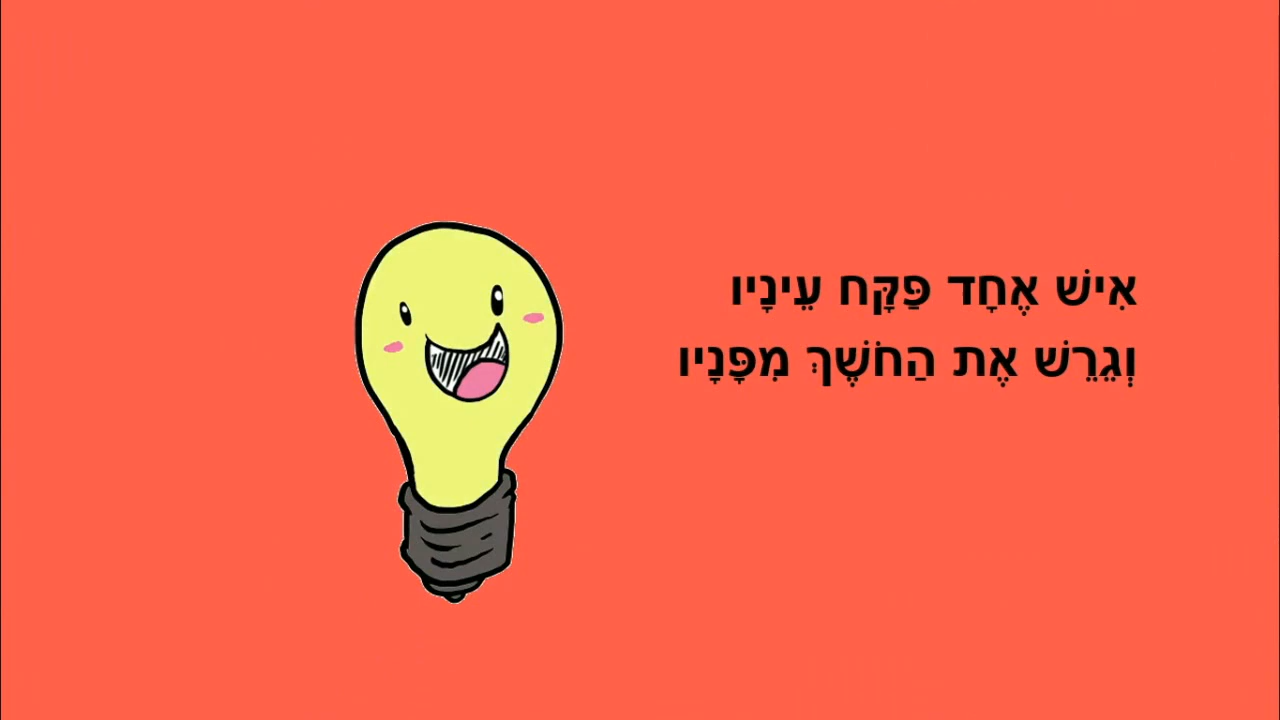 אִישׁ אֶחָד פַּקָּח עֵינָיו
וְגֵרֵשׁ אֶת הַחֹשֶׁךְ מִפָּנָיו